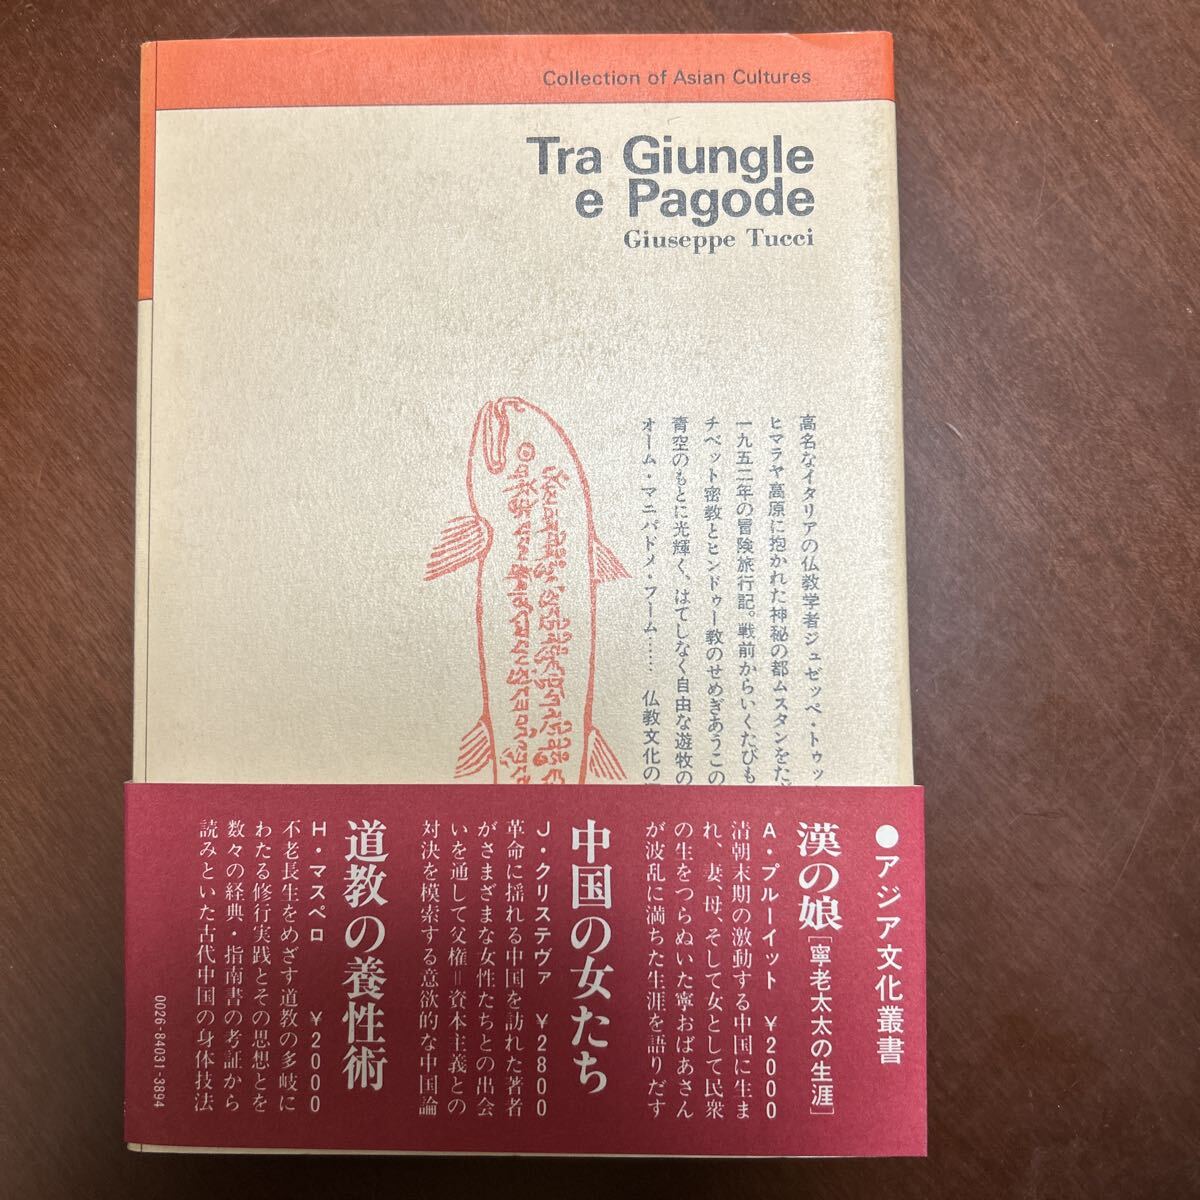 Collection of Asian Cultures
Tra Giungle
e Pagode
Giuseppe Tucci
高名なイタリアの仏教学者ジュゼッペ・トゥッ
ヒマラヤ高原に抱かれた神秘の都ムスタンをた
一九五二年の冒険旅行記。戦前からいくたびも
チベット密教とヒンドゥー教のせめぎあうこの
青空のもとに光輝く、はてしなく自由な遊牧の
オーム・マニパドメ・フーム…… 仏教文化の
●アジア文化叢書
漢の娘[寧老太太の生涯]
A・プルーイット ￥2000
清朝末期の激動する中国に生ま
れ、妻、母、そして女として民衆
の生をつらぬいた寧おばあさん
が波乱に満ちた生涯を語りだす
中国の女たち
J・クリステヴァ ￥2800
革命に揺れる中国を訪れた著者
がさまざまな女性たちとの出会
いを通して父権＝資本主義との
対決を模索する意欲的な中国論
道教の養性術
H・マスペロ ￥2000
不老長生をめざす道教の多岐に
わたる修行実践とその思想とを
数々の経典・指南書の考証から
読みといた古代中国の身体技法
0026-84031-3894